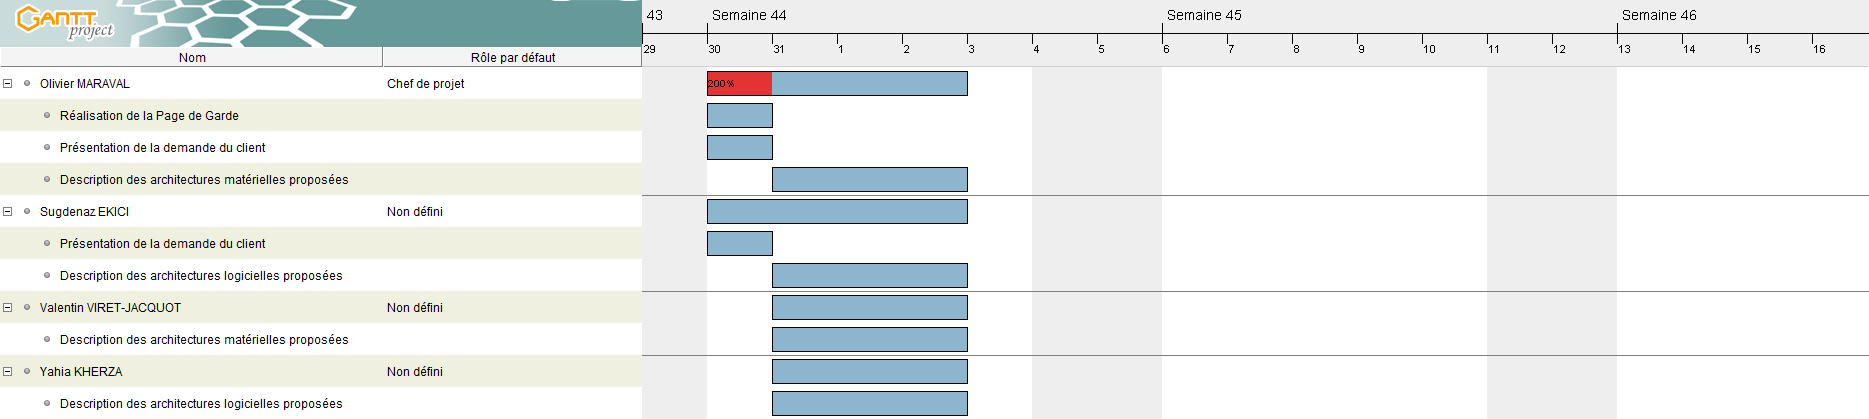 GANTT
project
43 Semaine 44 Semaine 45 Semaine 46
29 30 31 1 2 3 4 5 6 7 8 9 10 11 12 13 14 15 16
Nom Rôle par défaut
Olivier MARAVAL Chef de projet 200%
Réalisation de la Page de Garde
Présentation de la demande du client
Description des architectures matérielles proposées
Sugdenaz EKICI Non défini
Présentation de la demande du client
Description des architectures logicielles proposées
Valentin VIRET-JACQUOT Non défini
Description des architectures matérielles proposées
Yahia KHERZA Non défini
Description des architectures logicielles proposées